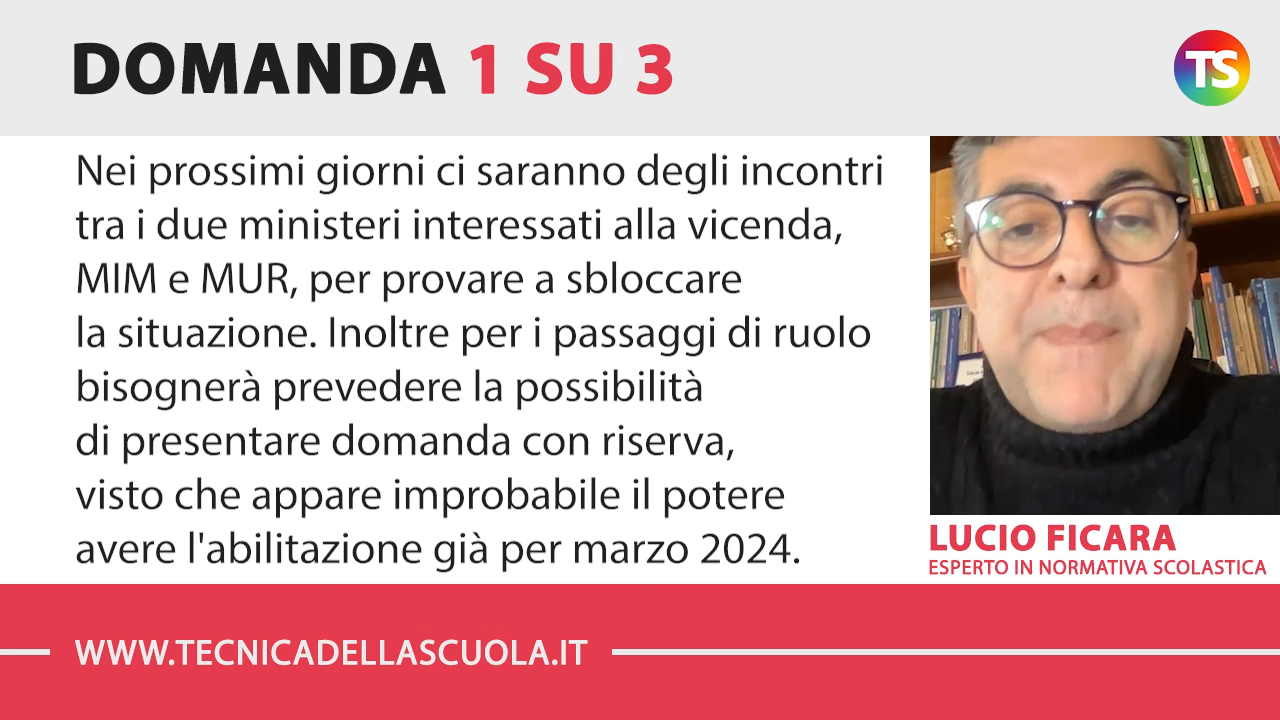 DOMANDA 1 SU 3
TS
Nei prossimi giorni ci saranno degli incontri
tra i due ministeri interessati alla vicenda,
MIM e MUR, per provare a sbloccare
la situazione. Inoltre per i passaggi di ruolo
bisognerà prevedere la possibilità
di presentare domanda con riserva,
visto che appare improbabile il potere
avere l'abilitazione già per marzo 2024.
LUCIO FICARA
ESPERTO IN NORMATIVA SCOLASTICA
WWW.TECNICADELLASCUOLA.IT